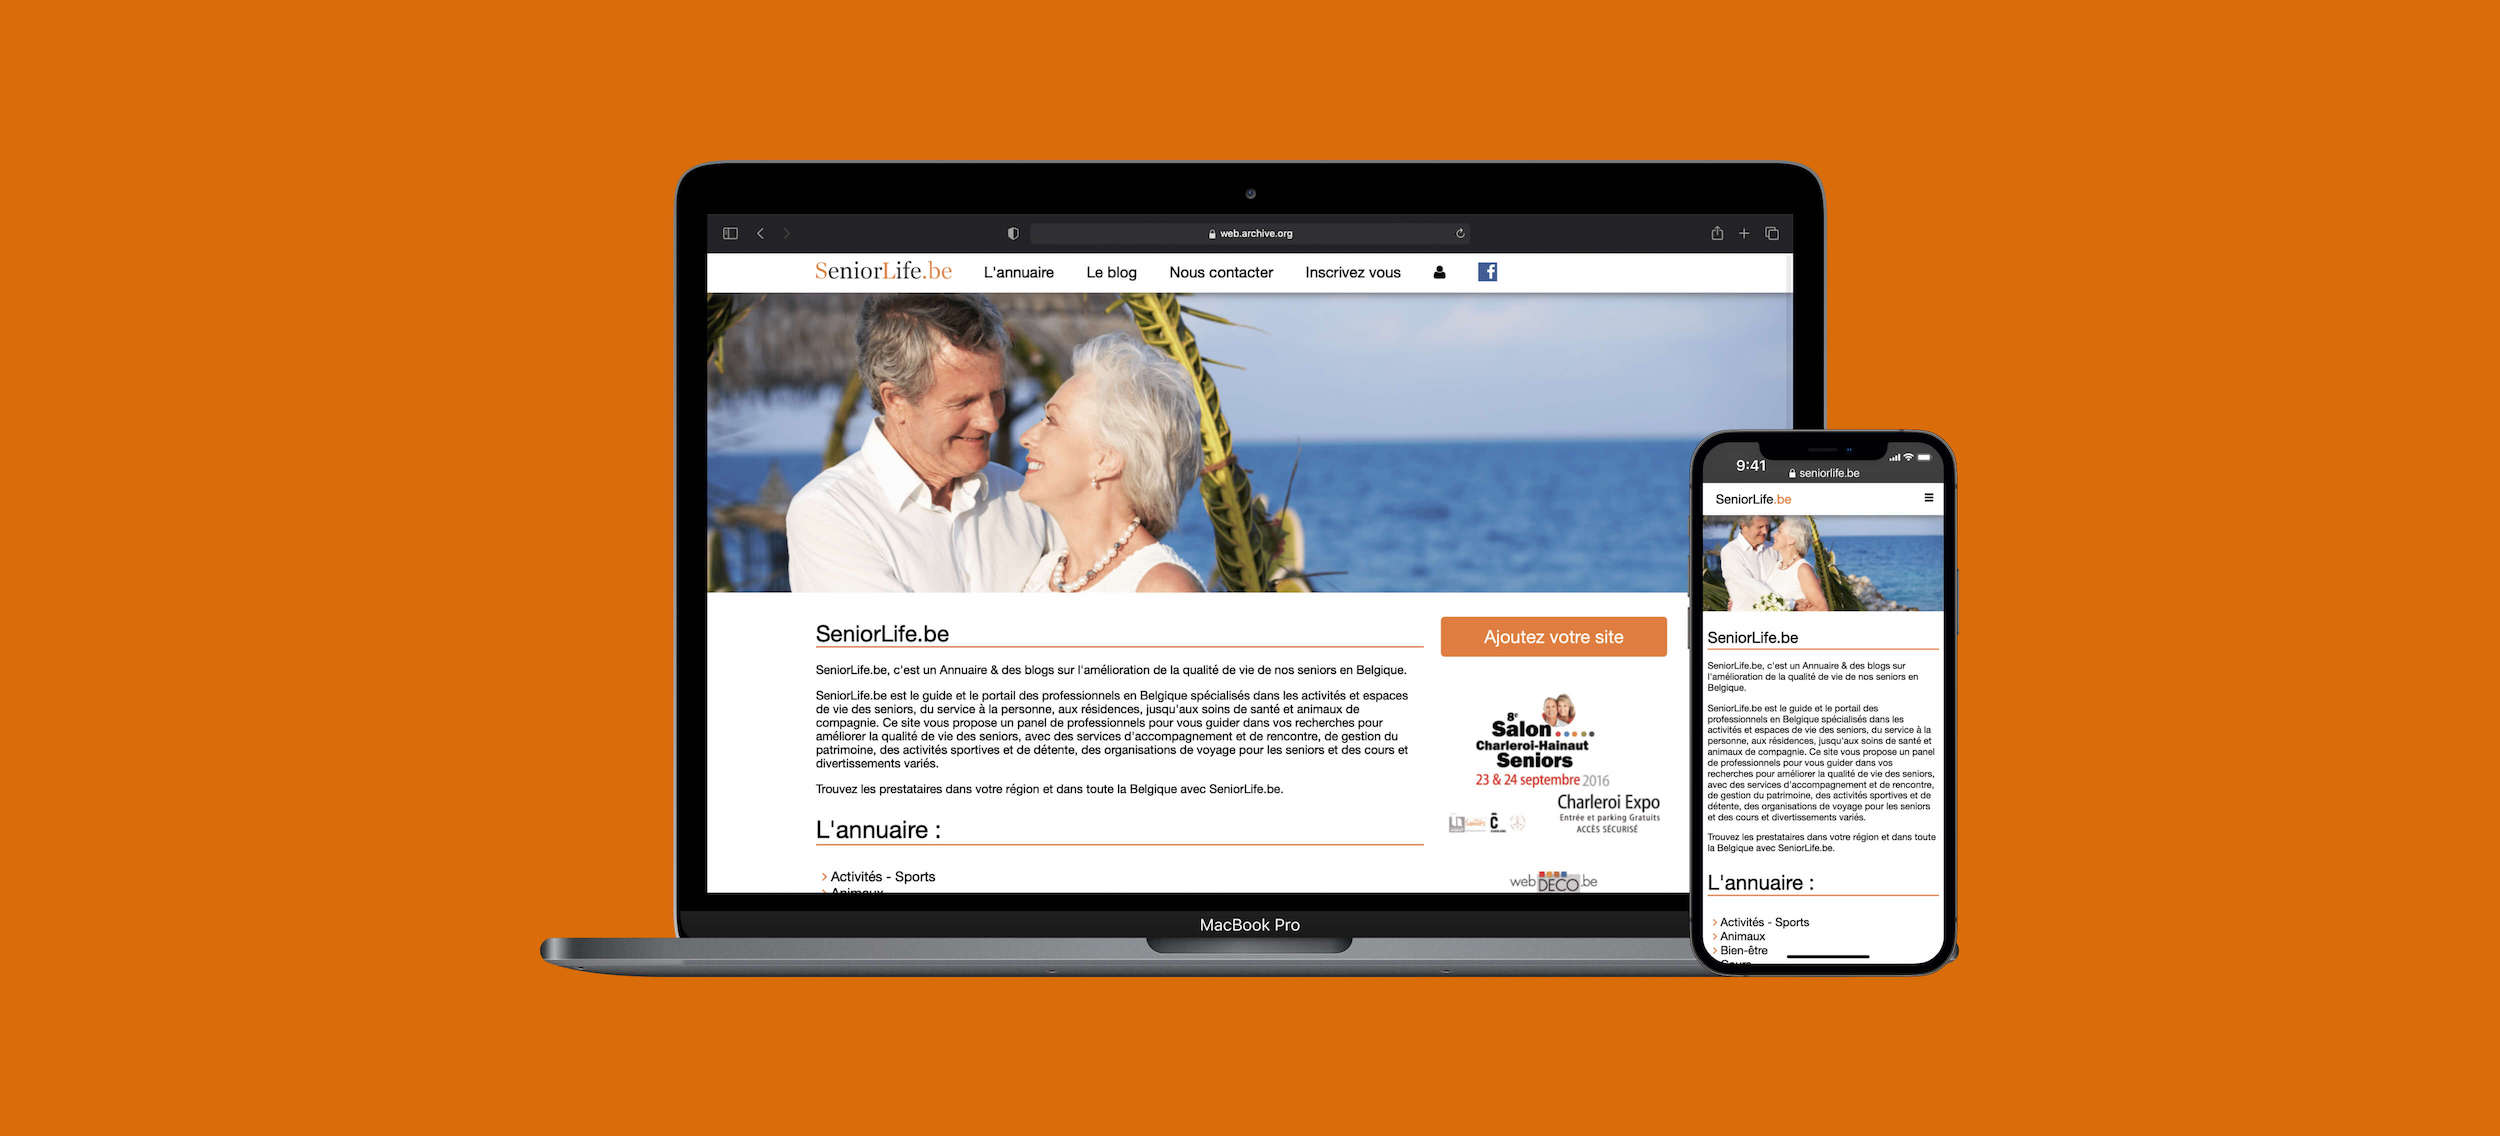 web.archive.org
SeniorLife.be
L'annuaire
Le blog
Nous contacter
Inscrivez vous
SeniorLife.be
SeniorLife.be, c'est un Annuaire & des blogs sur l'amélioration de la qualité de vie de nos seniors en Belgique.
SeniorLife.be est le guide et le portail des professionnels en Belgique spécialisés dans les activités et espaces
de vie des seniors, du service à la personne, aux résidences, jusqu'aux soins de santé et animaux de
compagnie. Ce site vous propose un panel de professionnels pour vous guider dans vos recherches pour
améliorer la qualité de vie des seniors, avec des services d'accompagnement et de rencontre, de gestion du
patrimoine, des activités sportives et de détente, des organisations de voyage pour les seniors et des cours et
divertissements variés.
Trouvez les prestataires dans votre région et dans toute la Belgique avec SeniorLife.be.
L'annuaire :
Activités - Sports
Animaux
Ajoutez votre site
8e
Salon
Charleroi-Hainaut
Seniors
23 & 24 septembre 2016
Charleroi Expo
Entrée et parking Gratuits
ACCÈS SÉCURISÉ
webDECO.be
MacBook Pro
9:41
seniorlife.be
SeniorLife.be
SeniorLife.be
SeniorLife.be, c'est un Annuaire & des blogs sur
l'amélioration de la qualité de vie de nos seniors en
Belgique.
SeniorLife.be est le guide et le portail des
professionnels en Belgique spécialisés dans les
activités et espaces de vie des seniors, du service à la
personne, aux résidences, jusqu'aux soins de santé et
animaux de compagnie. Ce site vous propose un panel
de professionnels pour vous guider dans vos
recherches pour améliorer la qualité de vie des seniors,
avec des services d'accompagnement et de rencontre,
de gestion du patrimoine, des activités sportives et de
détente, des organisations de voyage pour les seniors
et des cours et divertissements variés.
Trouvez les prestataires dans votre région et dans toute
la Belgique avec SeniorLife.be.
L'annuaire :
Activités - Sports
Animaux
Bien-être
Cours